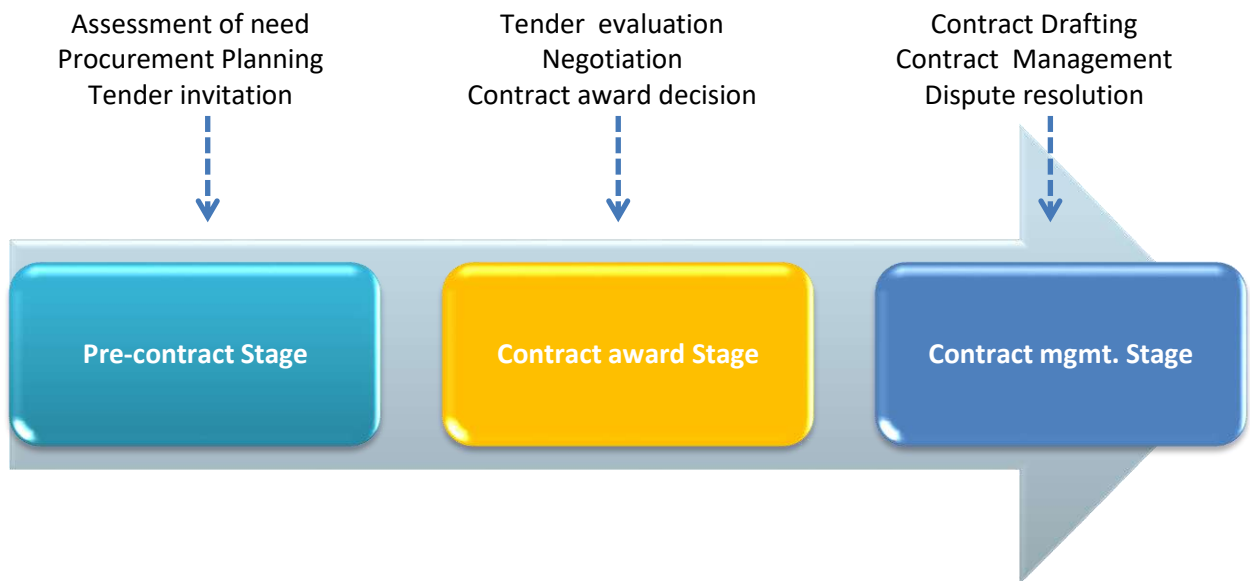 Assessment of need
Procurement Planning
Tender invitation
Tender evaluation
Negotiation
Contract award decision
Contract Drafting
Contract Management
Dispute resolution
Pre-contract Stage
Contract award Stage
Contract mgmt. Stage